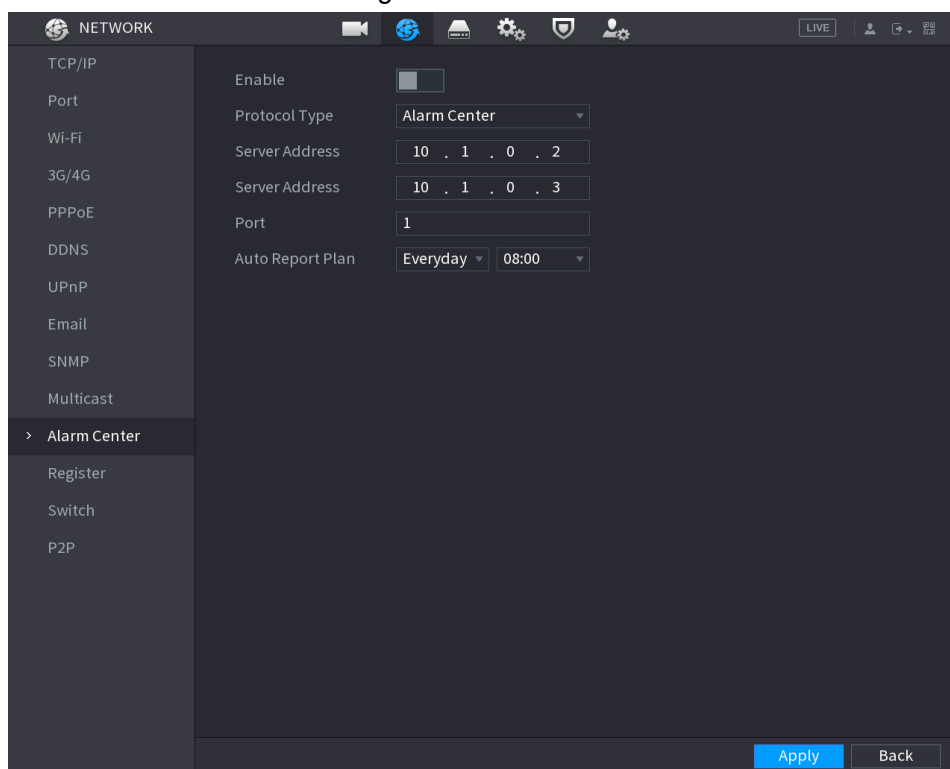 NETWORK
LIVE
TCP/IP
Port
Wi-Fi
3G/4G
PPPoE
DDNS
UPnP
Email
SNMP
Multicast
> Alarm Center
Register
Switch
P2P
Enable
Protocol Type Alarm Center
Server Address 10 . 1 . 0 . 2
Server Address 10 . 1 . 0 . 3
Port 1
Auto Report Plan Everyday 08:00
Apply Back